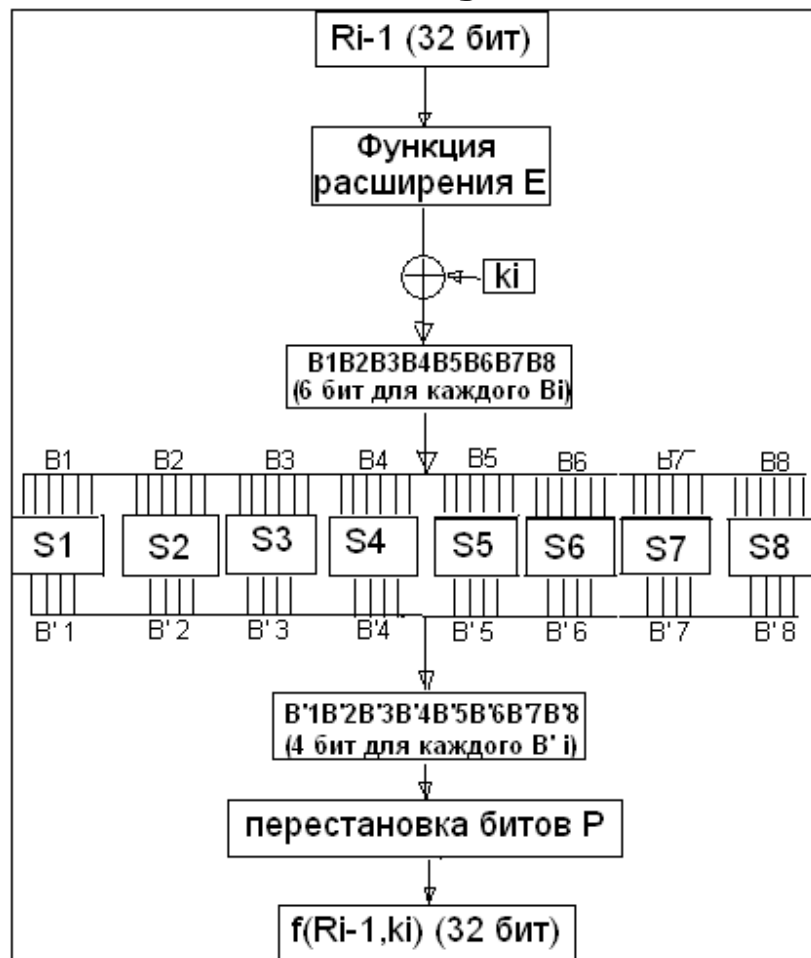 Ri-1 (32 бит)
Функция
расширения E
ki
B1B2B3B4B5B6B7B8
(6 бит для каждого Bi)
B1 B2 B3 B4 B5 B6 B7 B8
S1 S2 S3 S4 S5 S6 S7 S8
B'1 B'2 B'3 B'4 B'5 B'6 B'7 B'8
B'1B'2B'3B'4B'5B'6B'7B'8
(4 бит для каждого B' i)
перестановка битов P
f(Ri-1,ki) (32 бит)